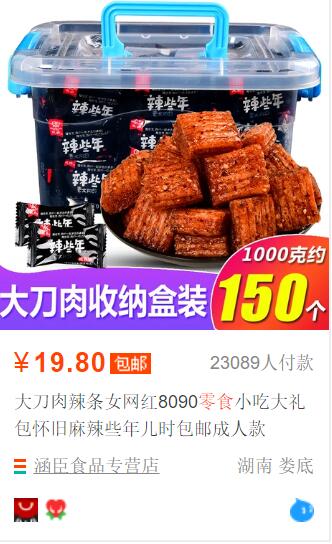 辣些年
辣些年
辣些年
辣些年
辣些年
1000克约
大刀肉收纳盒装150个
￥19.80 包邮 23089人付款
大刀肉辣条女网红8090零食小吃大礼
包怀旧麻辣些年儿时包邮成人款
涵臣食品专营店 湖南 娄底